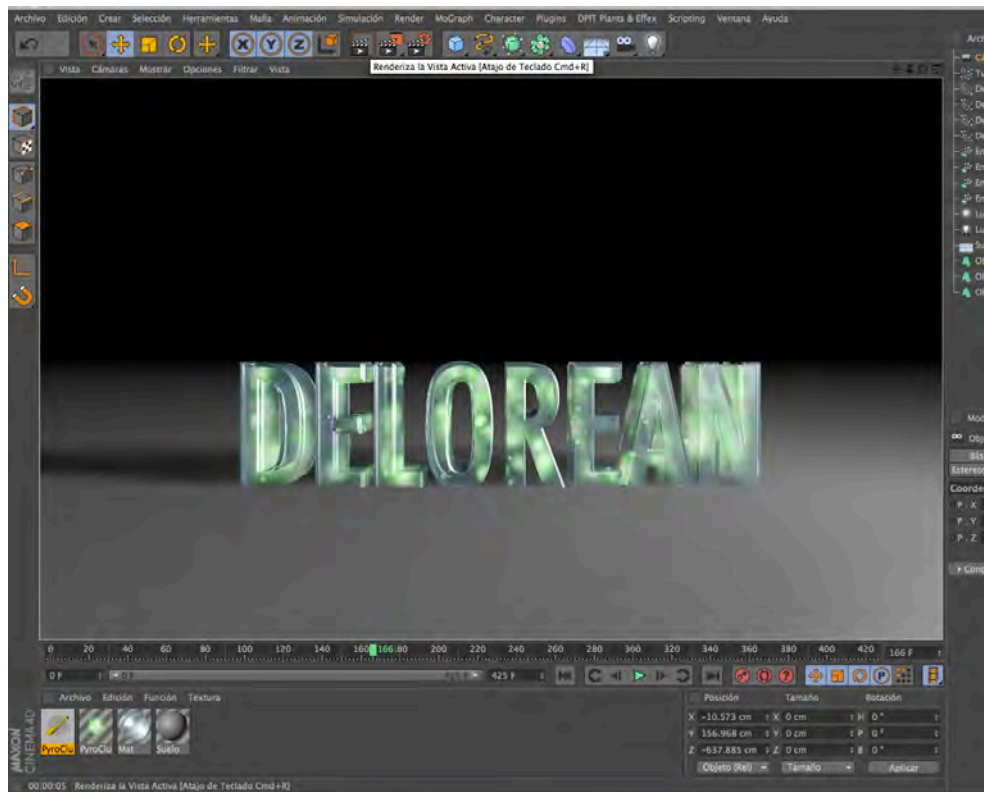 Archivo Edición Crear Selección Herramientas Malla Animación Simulación Render MoGraph Character Plugins DPIT Plants & Effex Scripting Ventana Ayuda
X Y Z
Vista Cámaras Mostrar Opciones Filtrar Vista
Renderiza la Vista Activa [Atajo de Teclado Cmd+R]
DELOREAN
Coorde
P . X
P . Y
P . Z
0 20 40 60 80 100 120 140 160 166 80 200 220 240 260 280 300 320 340 360 380 400 420 166 F
0 F 425 F
Archivo Edición Función Textura
PyroClu PyroClu Mat Suelo
Posición Tamaño Rotación
X -10.573 cm X 0 cm H 0 °
Y 156.968 cm Y 0 cm P 0 °
Z -637.885 cm Z 0 cm B 0 °
Objeto (Rel) Tamaño Aplicar
MAXON
CINEMA4D
00:00:05 Renderiza la Vista Activa [Atajo de Teclado Cmd+R]